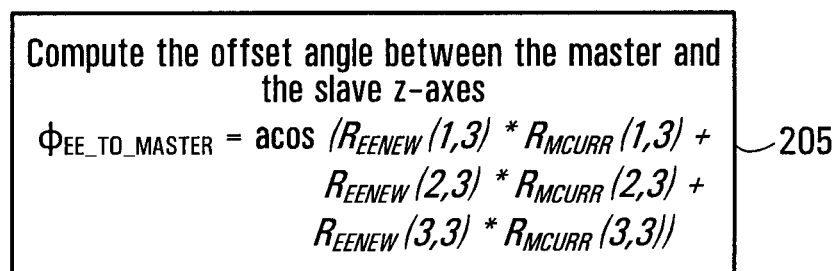 Compute the offset angle between the master and
the slave z-axes
ΦEE_TO_MASTER = acos (REENEW (1,3) * RMCURR (1,3) +
REENEW (2,3) * RMCURR (2,3) +
REENEW (3,3) * RMCURR (3,3))
205